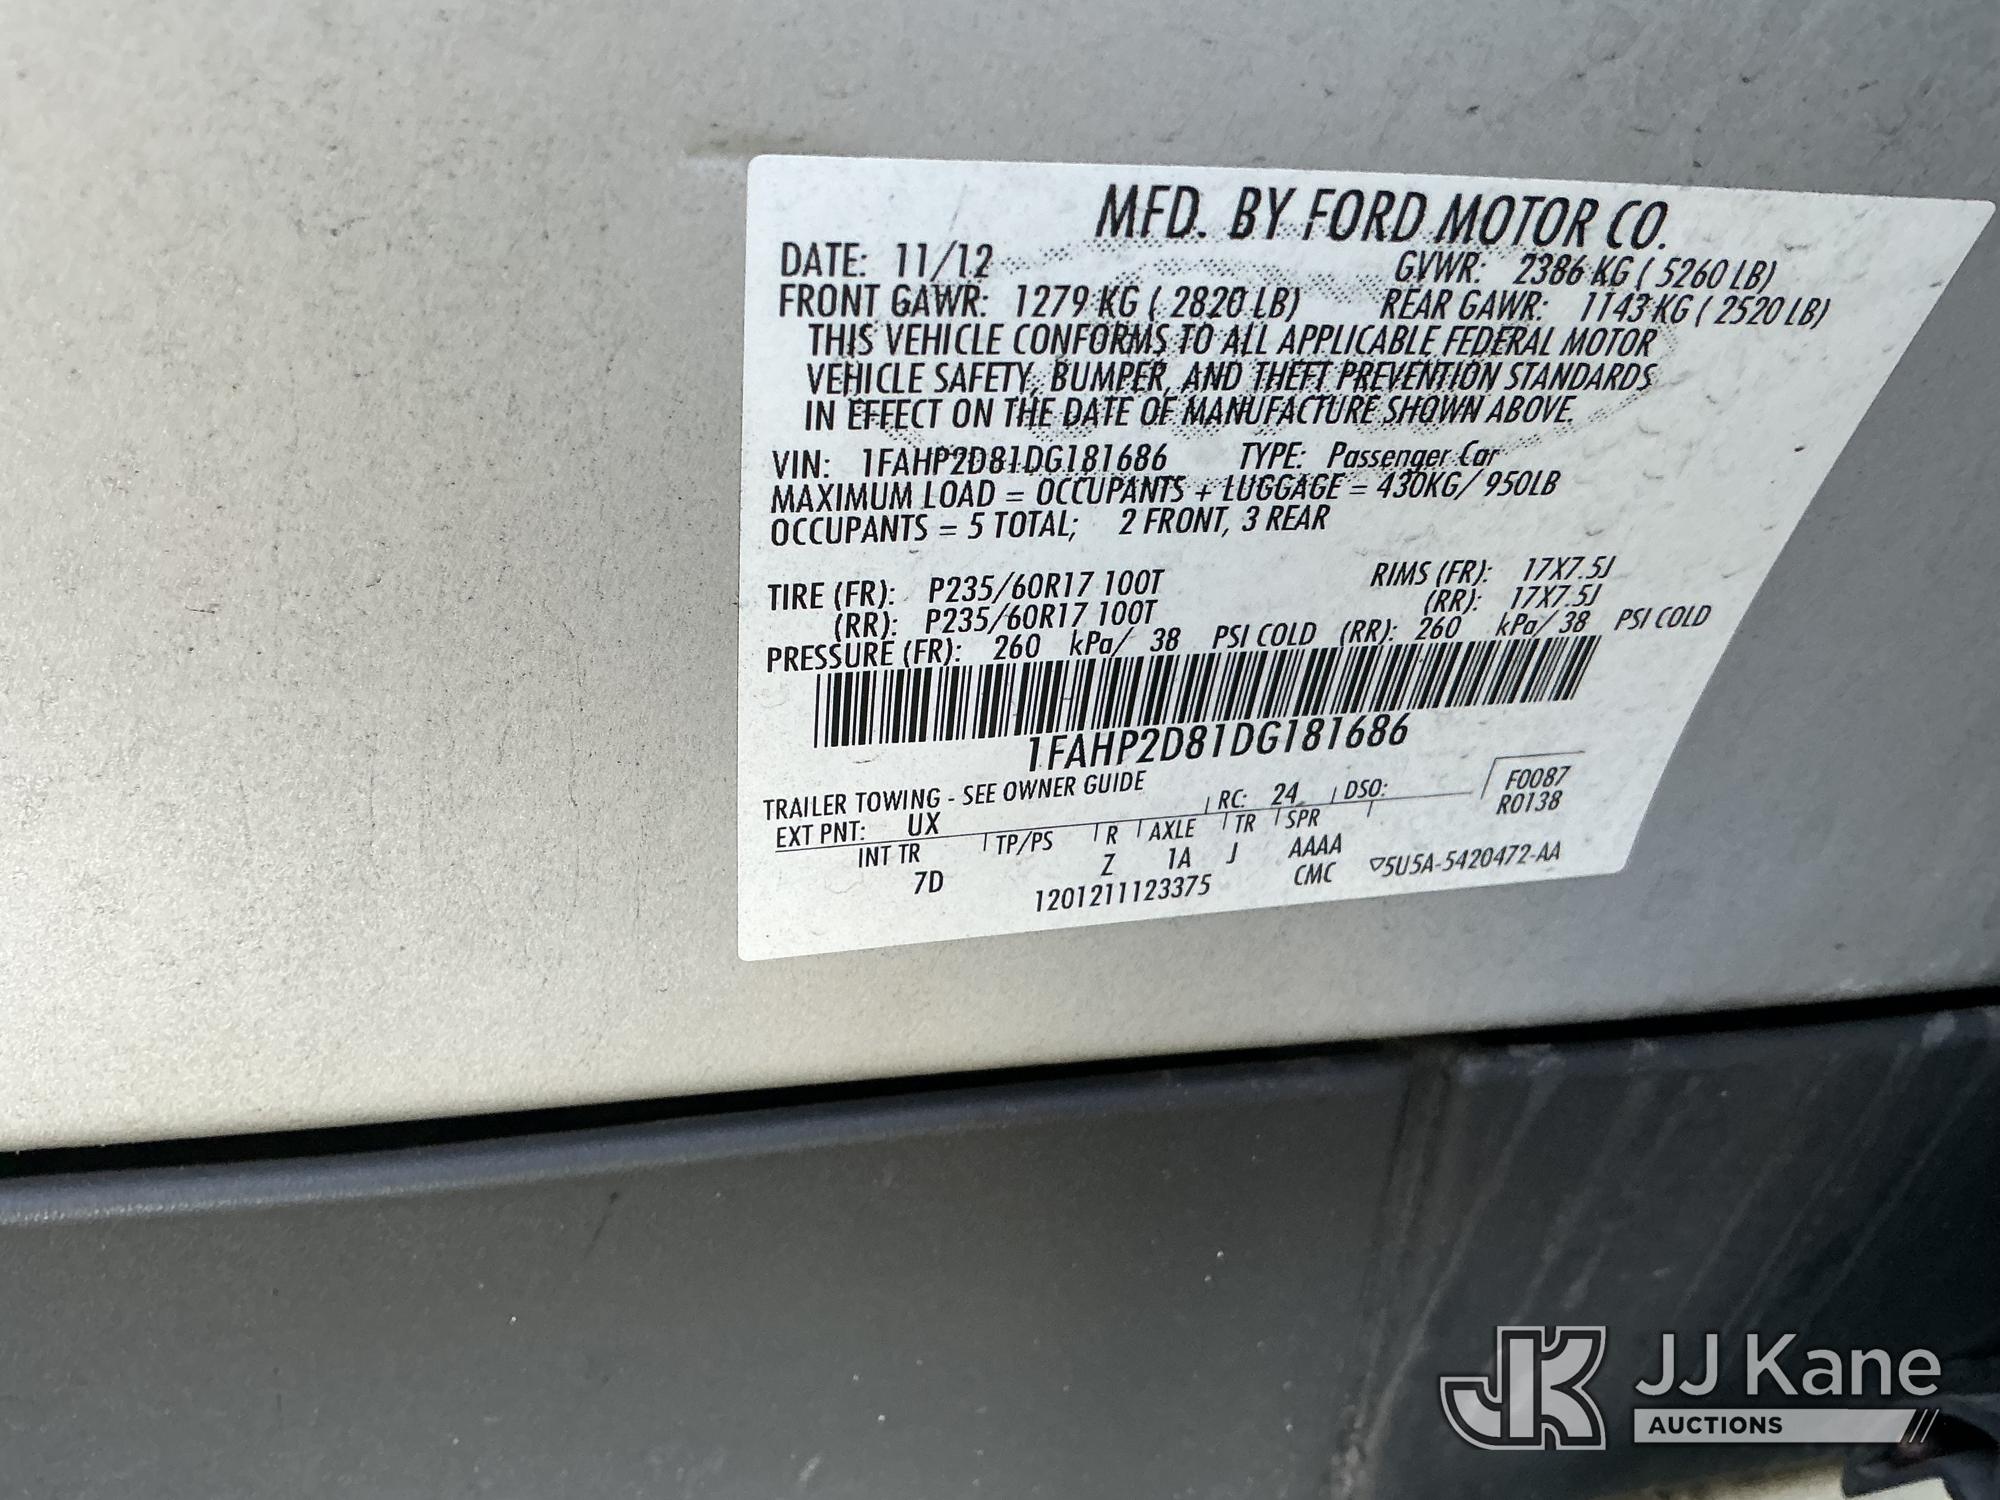 MFD. BY FORD MOTOR CO.
DATE: 11/12 GVWR: 2386 KG ( 5260 LB)
FRONT GAWR: 1279 KG ( 2820 LB) REAR GAWR: 1143 KG ( 2520 LB)
THIS VEHICLE CONFORMS TO ALL APPLICABLE FEDERAL MOTOR
VEHICLE SAFETY, BUMPER, AND THEFT PREVENTION STANDARDS
IN EFFECT ON THE DATE OF MANUFACTURE SHOWN ABOVE.
VIN: 1FAHP2D81DG181686 TYPE: Passenger Car
MAXIMUM LOAD = OCCUPANTS + LUGGAGE = 430KG/ 950LB
OCCUPANTS = 5 TOTAL; 2 FRONT, 3 REAR
TIRE (FR): P235/60R17 100T RIMS (FR): 17X7.5J
(RR): P235/60R17 100T (RR): 17X7.5J
PRESSURE (FR): 260 kPa/ 38 PSI COLD (RR): 260 kPa/ 38 PSI COLD
1FAHP2D81DG181686
TRAILER TOWING - SEE OWNER GUIDE
EXT PNT: UX RC: 24 DSO: F0087
R0138
INT TR TP/PS R AXLE TR SPR
7D Z 1A J AAAA
1201211123375 CMC ▽5U5A-5420472-AA
JK JJ Kane
AUCTIONS